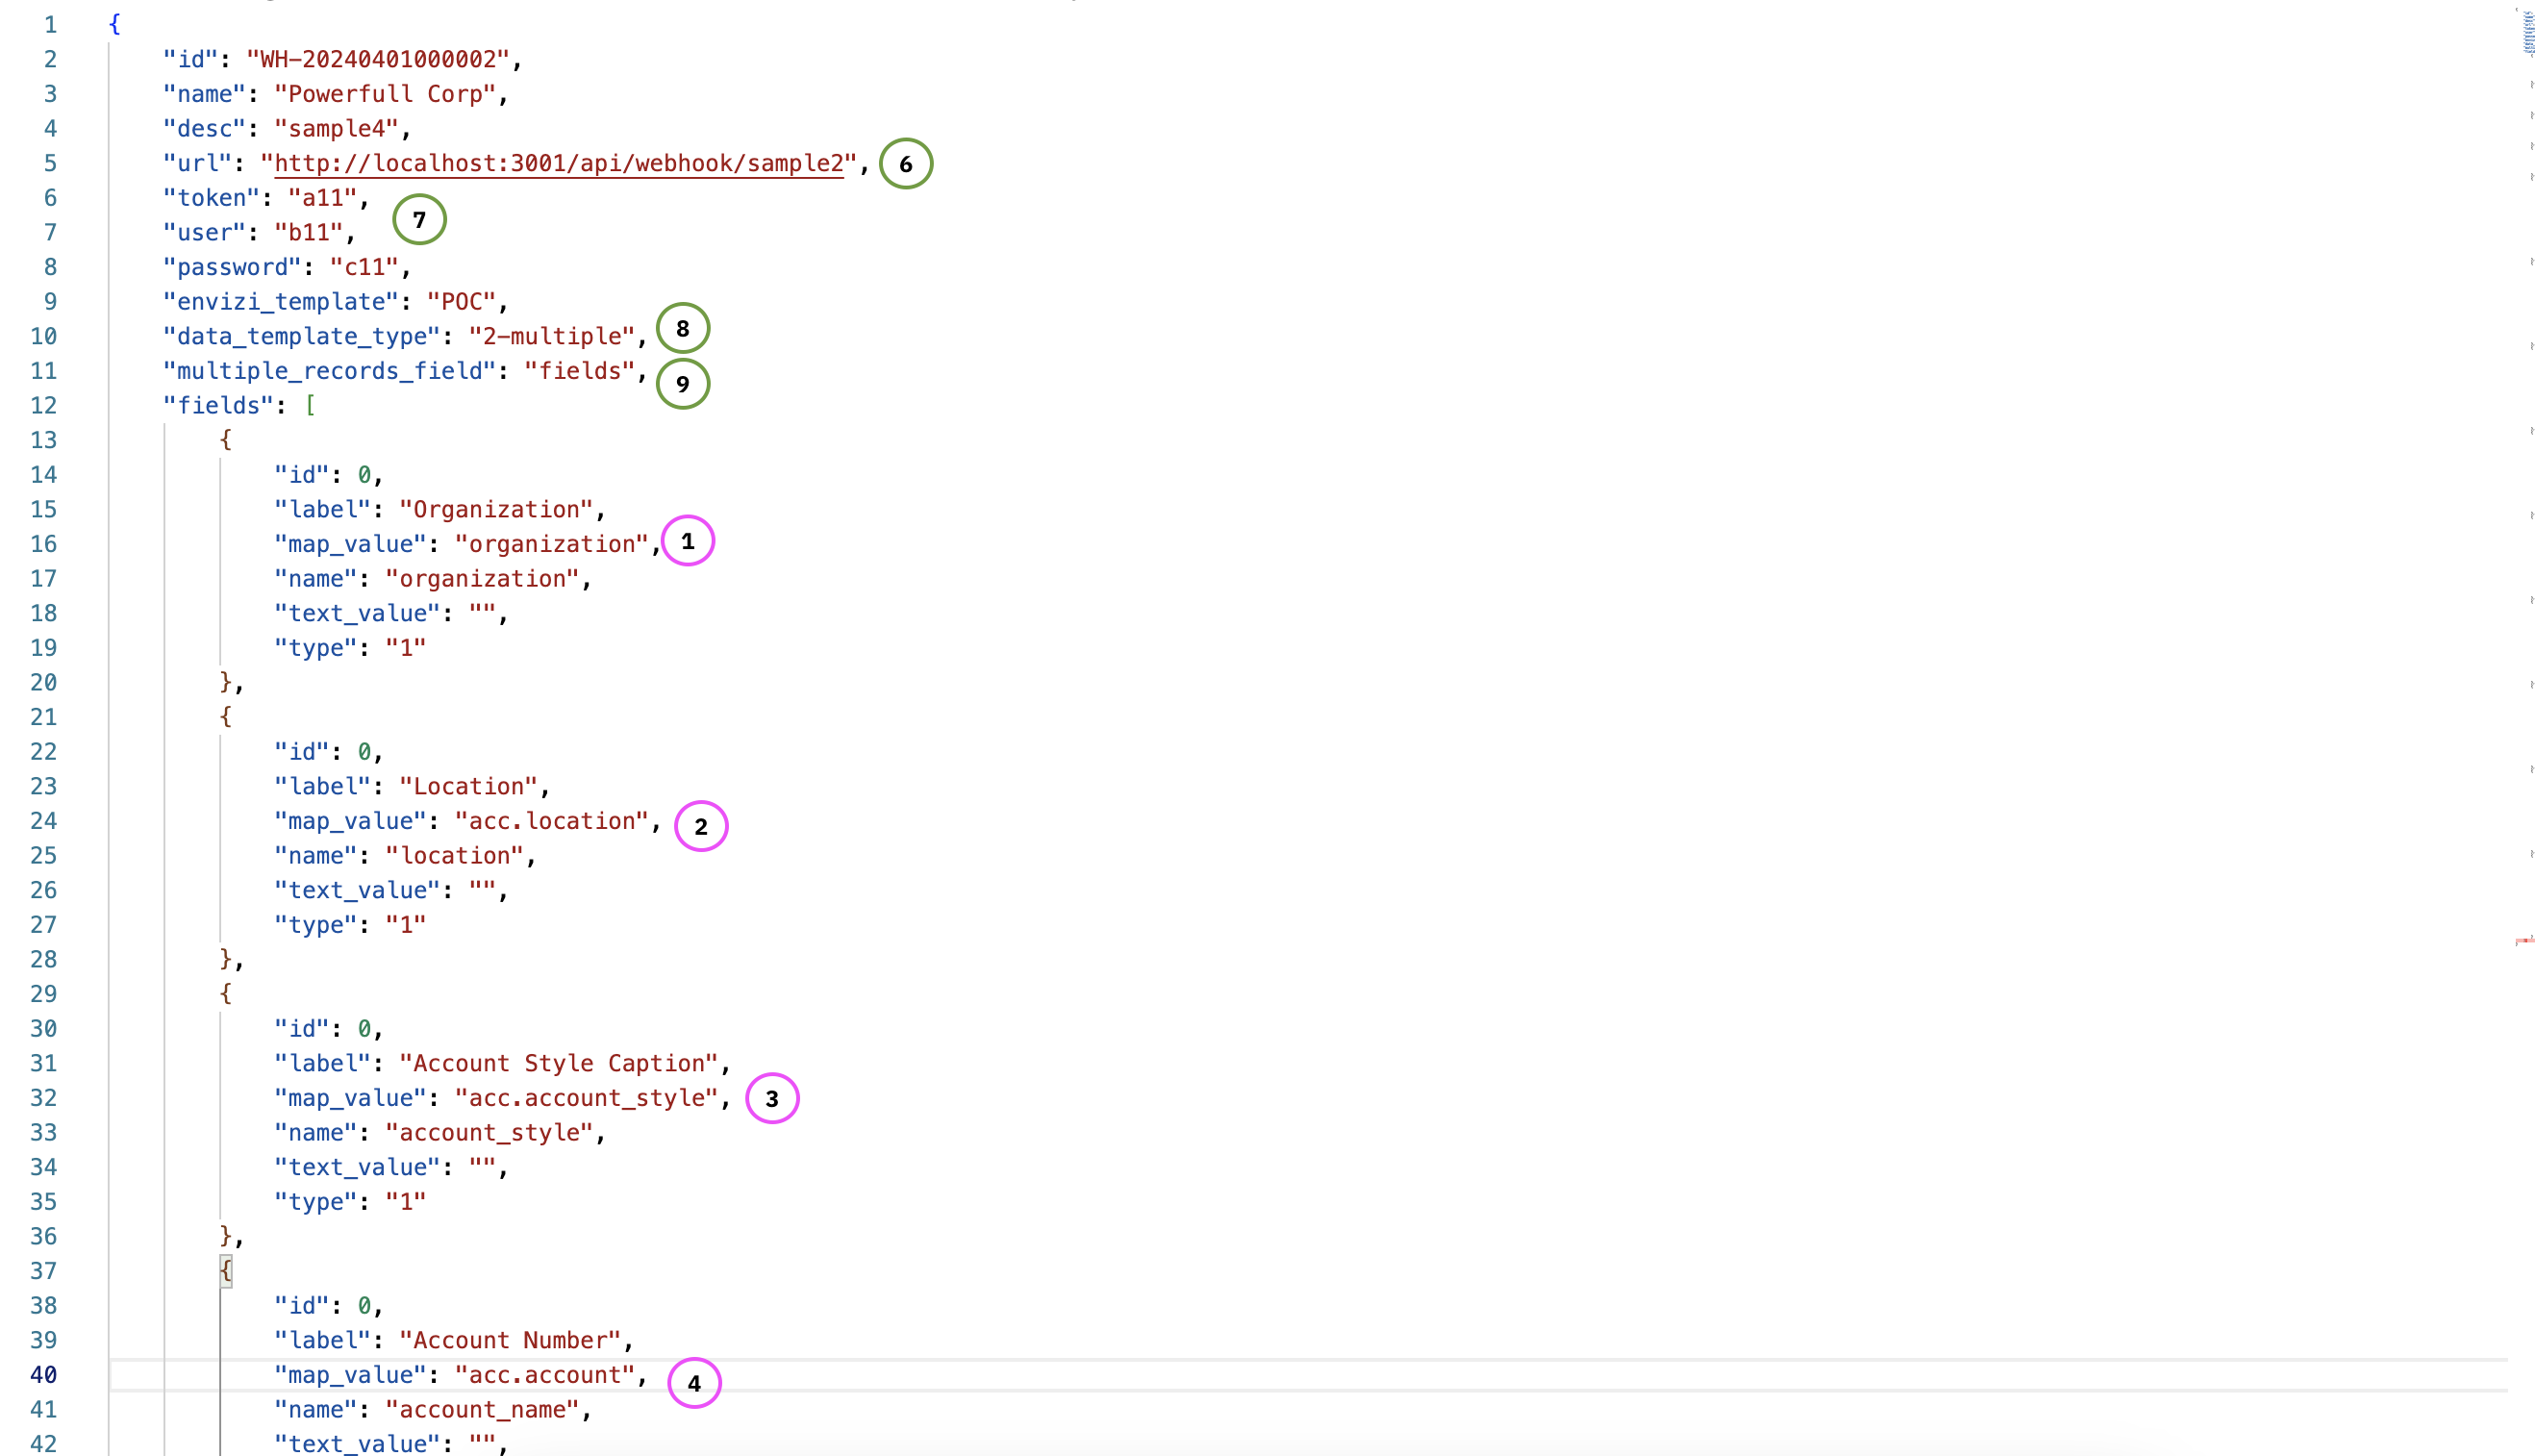 1 {
2 "id": "WH-20240401000002",
3 "name": "Powerfull Corp",
4 "desc": "sample4",
5 "url": "http://localhost:3001/api/webhook/sample2", 6
6 "token": "a11",
7
7 "user": "b11",
8 "password": "c11",
9 "envizi_template": "POC",
10 "data_template_type": "2-multiple", 8
11 "multiple_records_field": "fields", 9
12 "fields": [
13 {
14 "id": 0,
15 "label": "Organization",
16 "map_value": "organization", 1
17 "name": "organization",
18 "text_value": "",
19 "type": "1"
20 },
21 {
22 "id": 0,
23 "label": "Location",
24 "map_value": "acc.location", 2
25 "name": "location",
26 "text_value": "",
27 "type": "1"
28 },
29 {
30 "id": 0,
31 "label": "Account Style Caption",
32 "map_value": "acc.account_style", 3
33 "name": "account_style",
34 "text_value": "",
35 "type": "1"
36 },
37 {
38 "id": 0,
39 "label": "Account Number",
40 "map_value": "acc.account", 4
41 "name": "account_name",
42 "text_value": "",